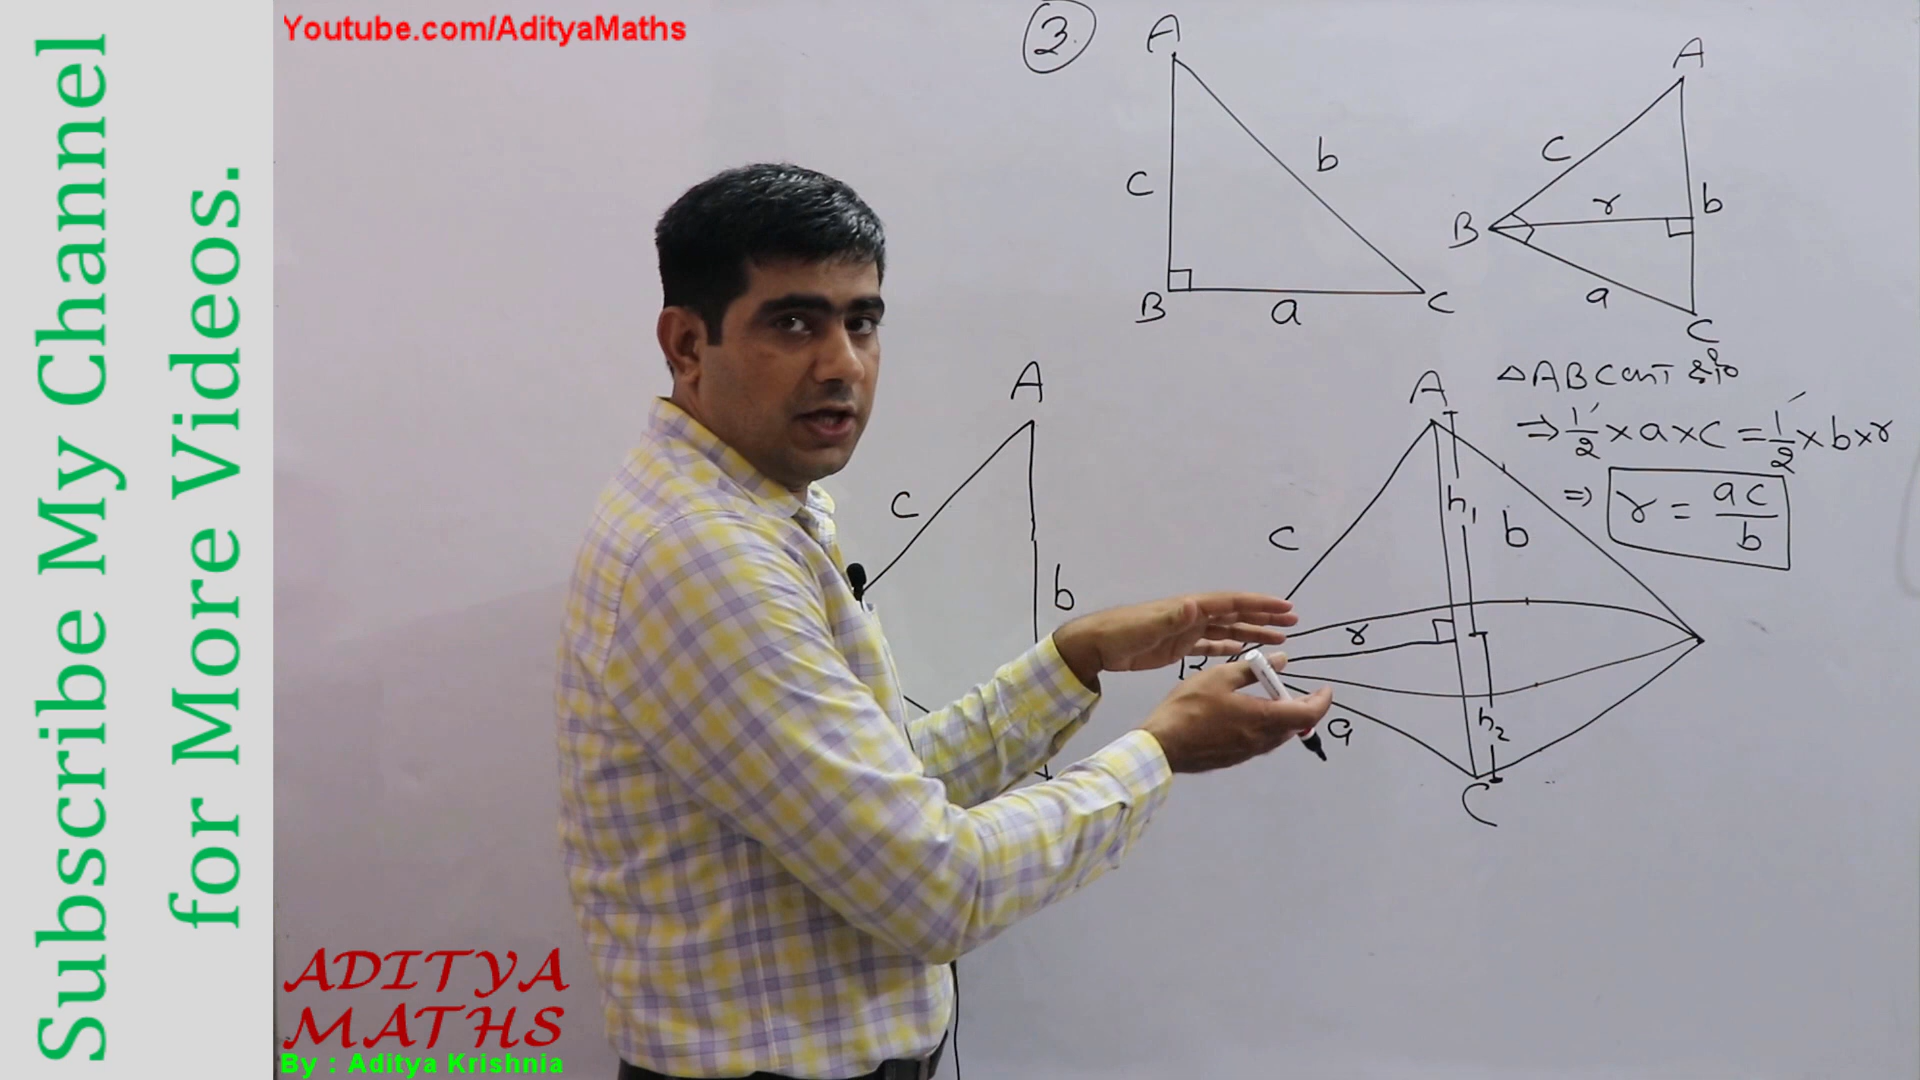 Subscribe My Channel
for More Videos.
Youtube.com/AdityaMaths
3.
A
c
b
B
a
C
A
c
r
b
B
a
C
A
c
b
A
h₁
c
b
r
B
a
h₂
C
△ABC का क्षे०
⇒ 1/2 × a × c = 1/2 × b × r
⇒ r = ac/b
ADITYA
MATHS
By : Aditya Krishnia